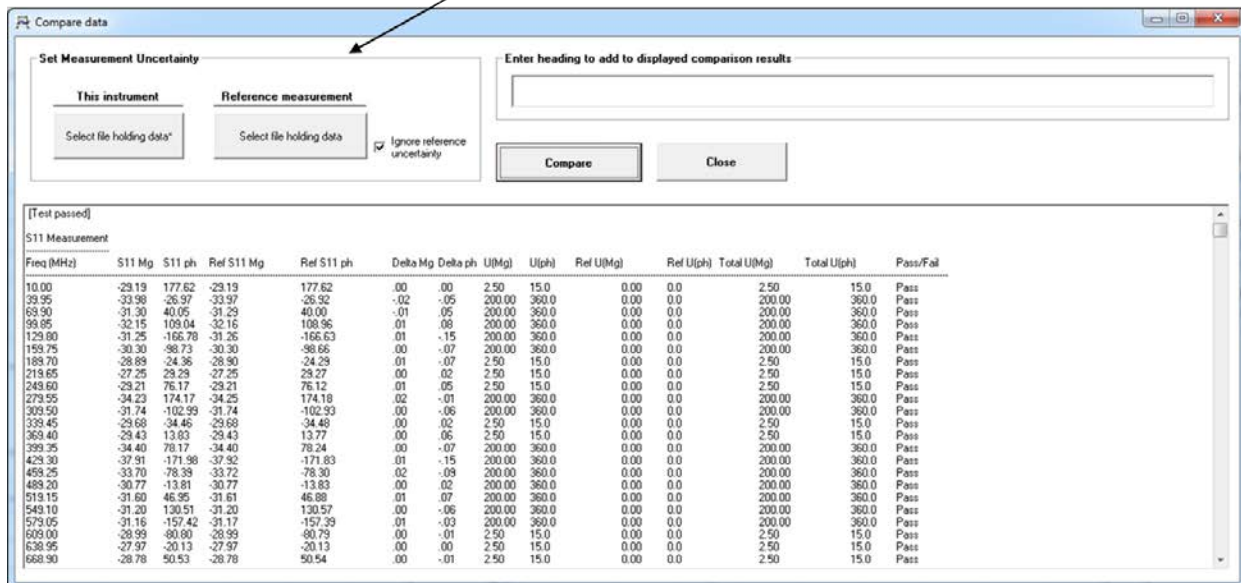 Compare data
Set Measurement Uncertainty
This instrument Reference measurement
Select file holding data* Select file holding data Ignore reference
uncertainty
Enter heading to add to displayed comparison results
Compare Close
[Test passed]
S11 Measurement
Freq (MHz) S11 Mg S11 ph Ref S11 Mg Ref S11 ph Delta Mg Delta ph U(Mg) U(ph) Ref U(Mg) Ref U(ph) Total U(Mg) Total U(ph) Pass/Fail
10.00 -29.19 177.62 -29.19 177.62 .00 .00 2.50 15.0 0.00 0.0 2.50 15.0 Pass
39.95 -33.98 -26.97 -33.97 -26.92 -.02 -.05 200.00 360.0 0.00 0.0 200.00 360.0 Pass
69.90 -31.30 40.05 -31.29 40.00 -.01 .05 200.00 360.0 0.00 0.0 200.00 360.0 Pass
99.85 -32.15 109.04 -32.16 108.96 .01 .08 200.00 360.0 0.00 0.0 200.00 360.0 Pass
129.80 -31.25 -166.78 -31.26 -166.63 .01 -.15 200.00 360.0 0.00 0.0 200.00 360.0 Pass
159.75 -30.30 -98.73 -30.30 -98.66 .00 -.07 200.00 360.0 0.00 0.0 200.00 360.0 Pass
189.70 -28.89 -24.36 -28.90 -24.29 .01 -.07 2.50 15.0 0.00 0.0 2.50 15.0 Pass
219.65 -27.25 29.29 -27.25 29.27 .00 .02 2.50 15.0 0.00 0.0 2.50 15.0 Pass
249.60 -29.21 76.17 -29.21 76.12 .01 .05 2.50 15.0 0.00 0.0 2.50 15.0 Pass
279.55 -34.23 174.17 -34.25 174.18 .02 -.01 200.00 360.0 0.00 0.0 200.00 360.0 Pass
309.50 -31.74 -102.99 -31.74 -102.93 .00 -.06 200.00 360.0 0.00 0.0 200.00 360.0 Pass
339.45 -29.68 -34.46 -29.68 -34.48 .00 .02 2.50 15.0 0.00 0.0 2.50 15.0 Pass
369.40 -29.43 13.83 -29.43 13.77 .00 .06 2.50 15.0 0.00 0.0 2.50 15.0 Pass
399.35 -34.40 78.17 -34.40 78.24 .00 -.07 200.00 360.0 0.00 0.0 200.00 360.0 Pass
429.30 -37.91 -171.98 -37.92 -171.83 .01 -.15 200.00 360.0 0.00 0.0 200.00 360.0 Pass
459.25 -33.70 -78.39 -33.72 -78.30 .02 -.09 200.00 360.0 0.00 0.0 200.00 360.0 Pass
489.20 -30.77 -13.81 -30.77 -13.83 .00 .02 200.00 360.0 0.00 0.0 200.00 360.0 Pass
519.15 -31.60 46.95 -31.61 46.88 .01 .07 200.00 360.0 0.00 0.0 200.00 360.0 Pass
549.10 -31.20 130.51 -31.20 130.57 .00 -.06 200.00 360.0 0.00 0.0 200.00 360.0 Pass
579.05 -31.16 -157.42 -31.17 -157.39 .01 -.03 200.00 360.0 0.00 0.0 200.00 360.0 Pass
609.00 -28.99 -80.80 -28.99 -80.79 .00 -.01 2.50 15.0 0.00 0.0 2.50 15.0 Pass
638.95 -27.97 -20.13 -27.97 -20.13 .00 .00 2.50 15.0 0.00 0.0 2.50 15.0 Pass
668.90 -28.78 50.53 -28.78 50.54 .00 -.01 2.50 15.0 0.00 0.0 2.50 15.0 Pass